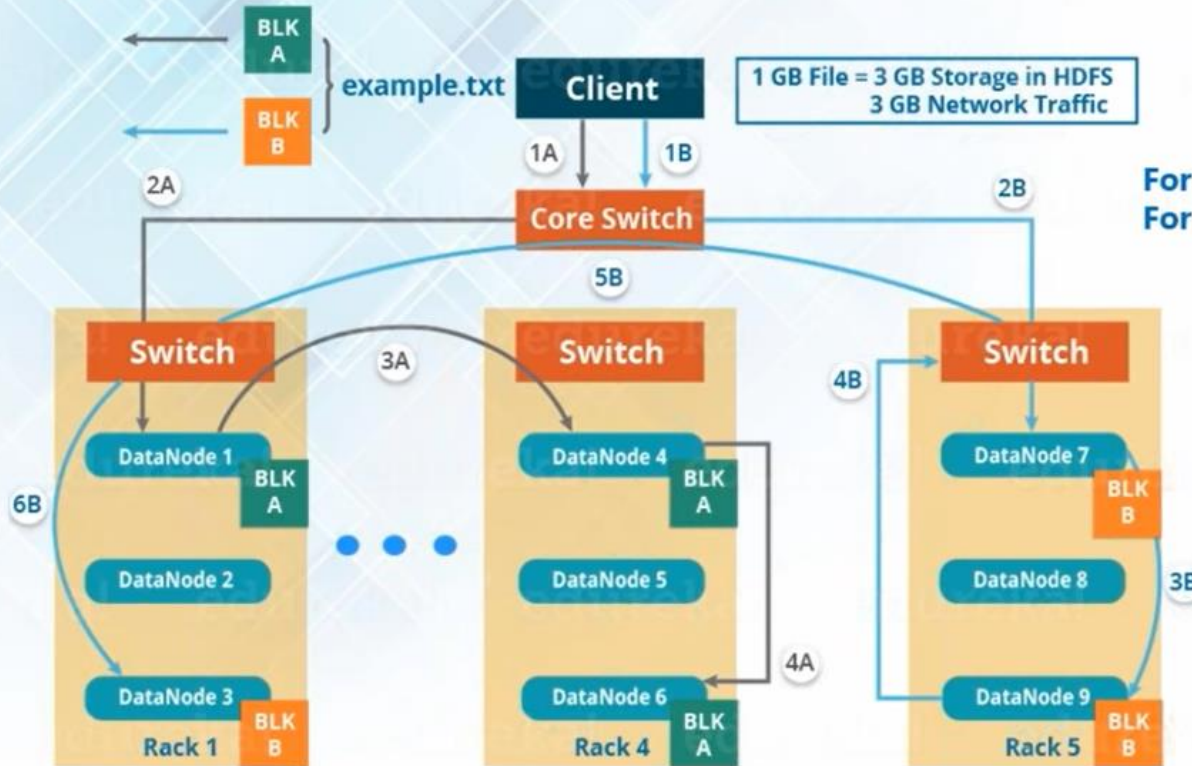 BLK
A
BLK
B
example.txt
Client
1 GB File = 3 GB Storage in HDFS
3 GB Network Traffic
1A
1B
2A
2B
For
For
Core Switch
5B
Switch
Switch
Switch
3A
4B
DataNode 1
BLK
A
DataNode 4
BLK
A
DataNode 7
BLK
B
6B
DataNode 2
DataNode 5
DataNode 8
3B
4A
DataNode 3
BLK
B
DataNode 6
BLK
A
DataNode 9
BLK
B
Rack 1
Rack 4
Rack 5